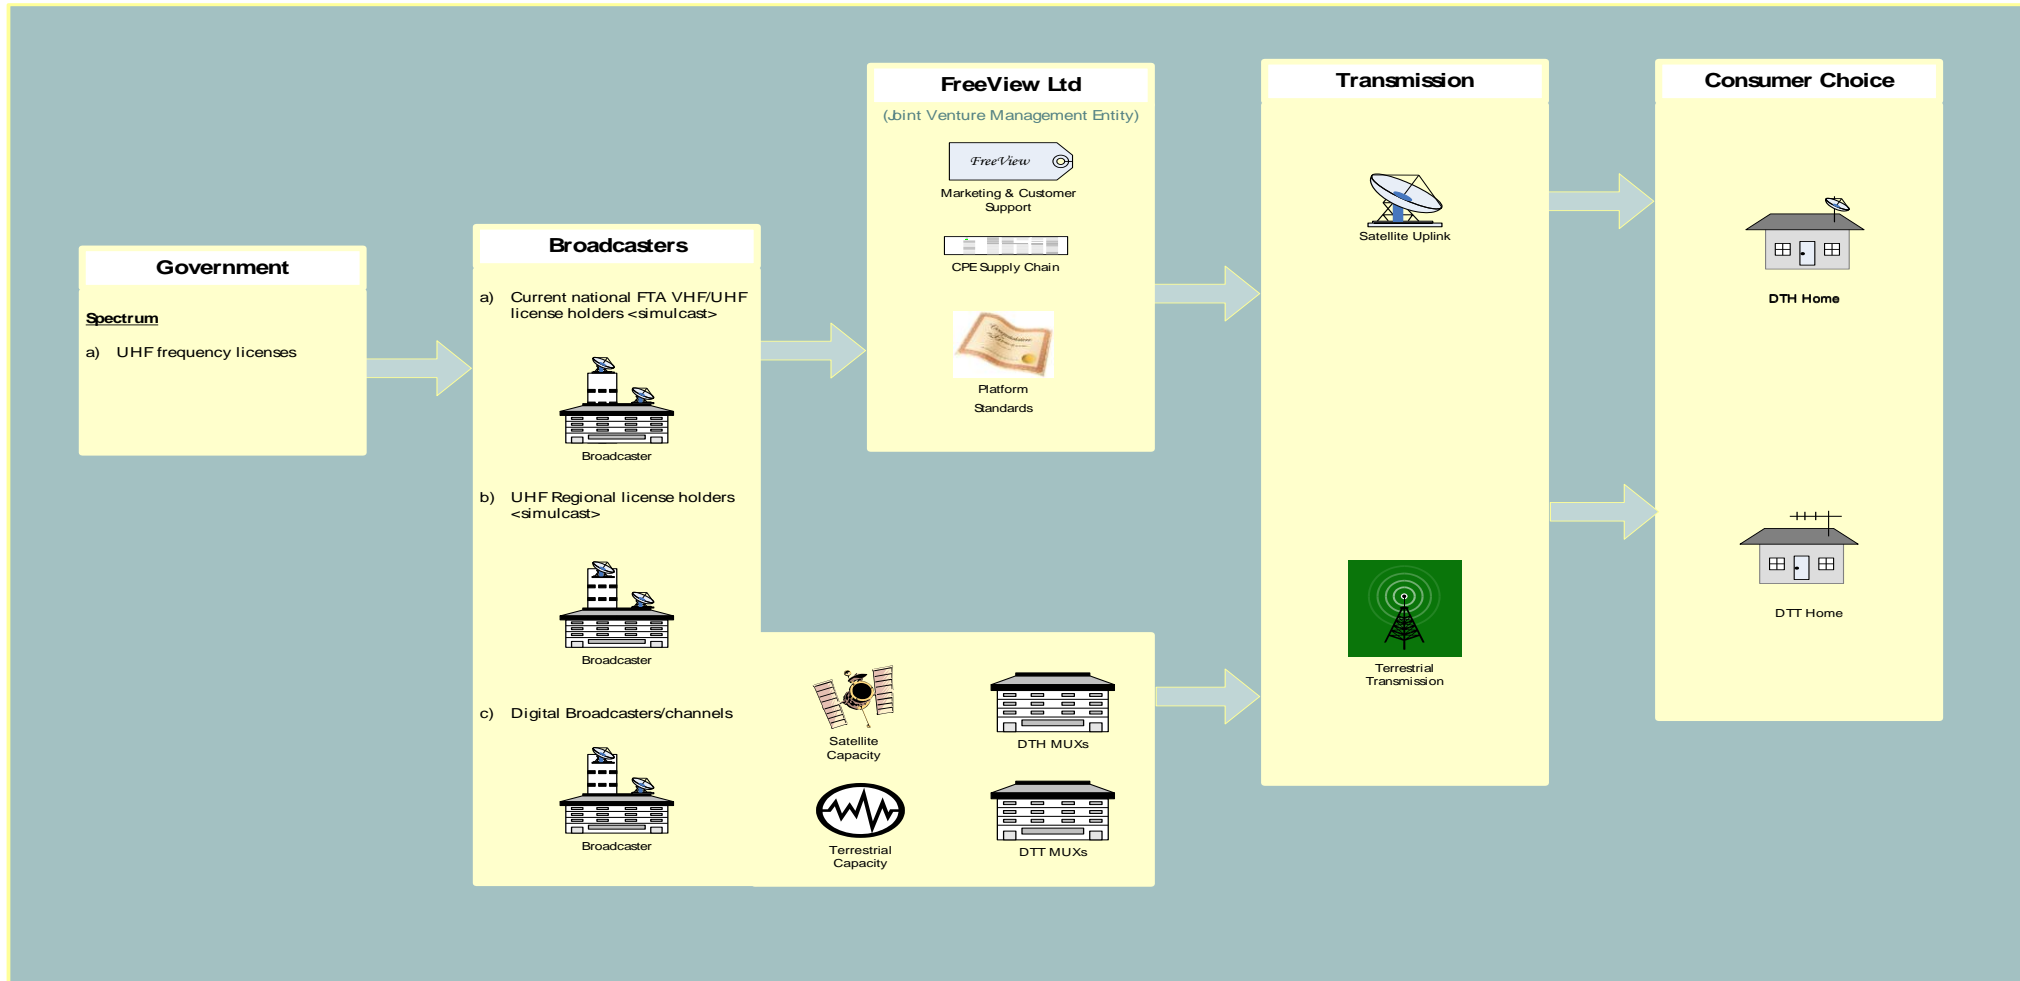 Government
Spectrum
a) UHF frequency licenses
Broadcasters
a) Current national FTA VHF/UHF
license holders <simulcast>
Broadcaster
b) UHF Regional license holders
<simulcast>
Broadcaster
c) Digital Broadcasters/channels
Broadcaster
FreeView Ltd
(Joint Venture Management Entity)
FreeView
Marketing & Customer
Support
CPE Supply Chain
Platform
Standards
Satellite
Capacity
DTH MUXs
Terrestrial
Capacity
DTT MUXs
Transmission
Satellite Uplink
Terrestrial
Transmission
Consumer Choice
DTH Home
DTT Home